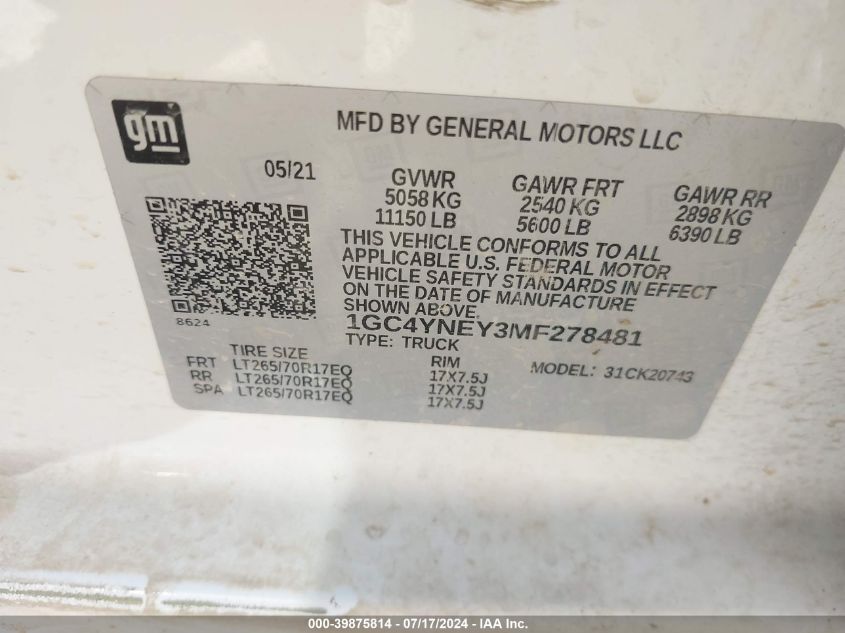 gm
MFD BY GENERAL MOTORS LLC
05/21
GVWR
5058 KG
11150 LB
GAWR FRT
2540 KG
5600 LB
GAWR RR
2898 KG
6390 LB
THIS VEHICLE CONFORMS TO ALL
APPLICABLE U.S. FEDERAL MOTOR
VEHICLE SAFETY STANDARDS IN EFFECT
ON THE DATE OF MANUFACTURE
SHOWN ABOVE.
8624
1GC4YNEY3MF278481
TYPE: TRUCK
TIRE SIZE
RIM
MODEL: 31CK20743
FRT LT265/70R17EQ 17X7.5J
RR LT265/70R17EQ 17X7.5J
SPA LT265/70R17EQ 17X7.5J
000-39875814 - 07/17/2024 - IAA Inc.